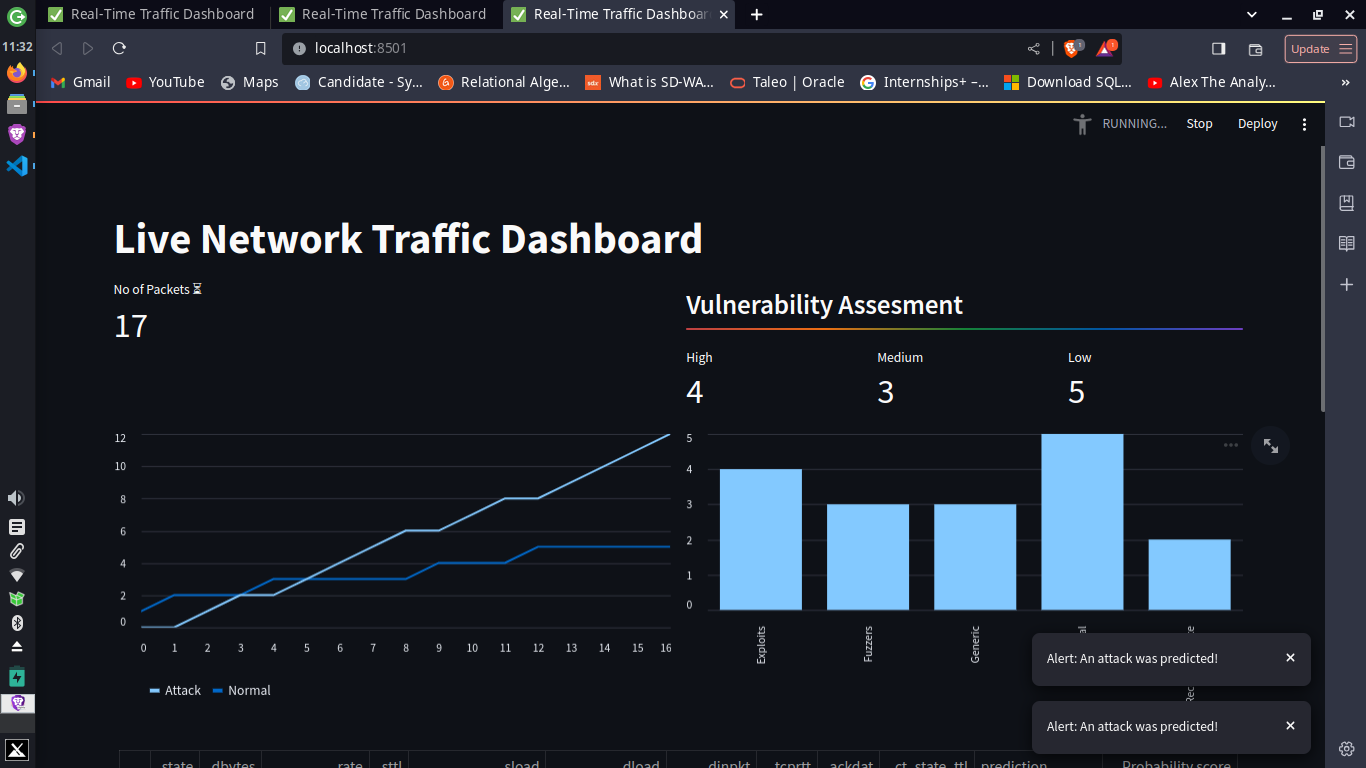 Real-Time Traffic Dashboard
Real-Time Traffic Dashboard
Real-Time Traffic Dashboar
11:32
localhost:8501
1
1
Update
Gmail
YouTube
Maps
Candidate - Sy...
Relational Alge...
What is SD-WA...
Taleo | Oracle
Internships+ –...
Download SQL...
Alex The Analy...
»
RUNNING...
Stop
Deploy
Live Network Traffic Dashboard
No of Packets ⏳
17
Vulnerability Assesment
High
Medium
Low
4
3
5
12
10
8
6
4
2
0
0 1 2 3 4 5 6 7 8 9 10 11 12 13 14 15 16
Attack
Normal
5
4
3
2
1
0
Exploits
Fuzzers
Generic
Alert: An attack was predicted!
Alert: An attack was predicted!
state dbytes rate sttl sload dload dinpkt tcprtt ackdat ct_state_ttl prediction Probability score